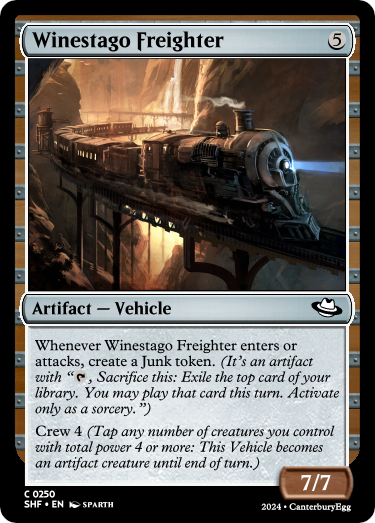 Winestago Freighter 5
Artifact — Vehicle
Whenever Winestago Freighter enters or
attacks, create a Junk token. (It's an artifact
with “, Sacrifice this: Exile the top card of your
library. You may play that card this turn. Activate
only as a sorcery.”)
Crew 4 (Tap any number of creatures you control
with total power 4 or more: This Vehicle becomes
an artifact creature until end of turn.)
7/7
C 0250
SHF • EN SPARTH
2024 • CanterburyEgg